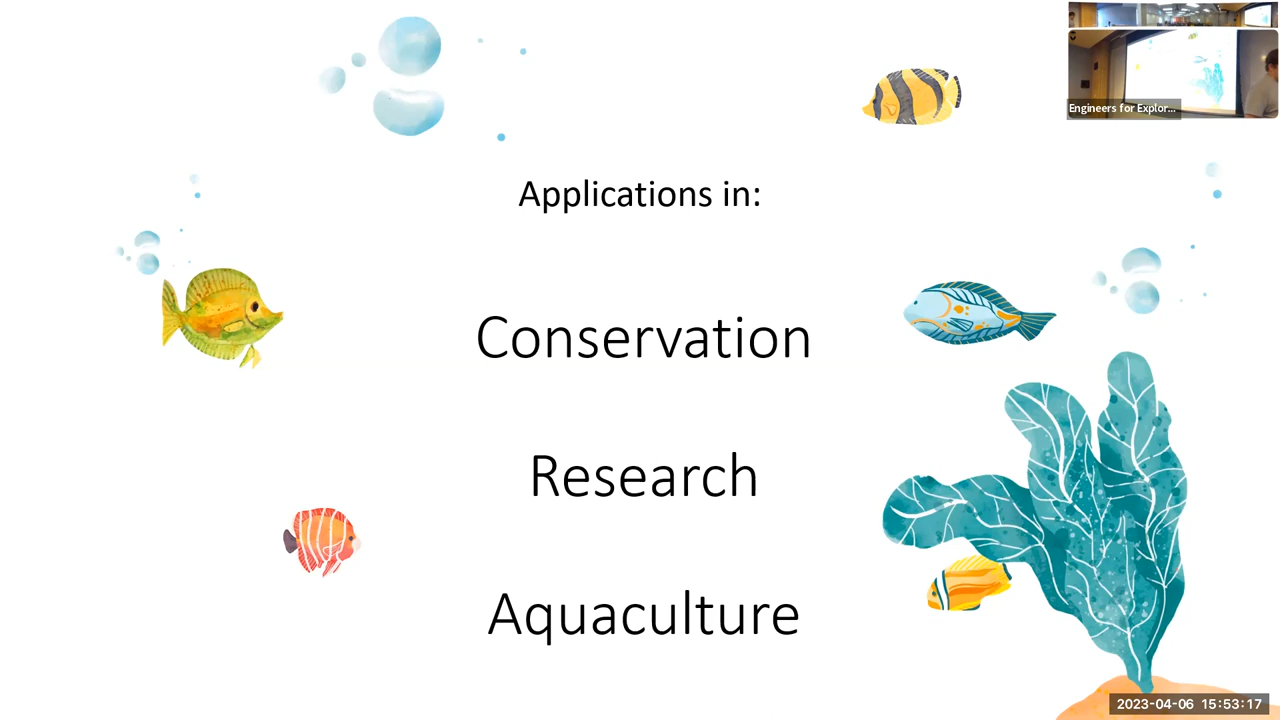 Engineers for Explor...
Applications in:
Conservation
Research
Aquaculture
2023-04-06 15:53:17